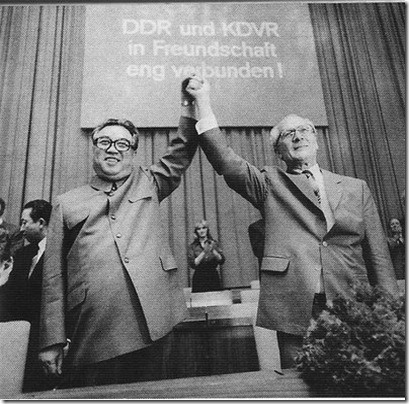 DDR und KDVR
in Freundschaft
eng verbunden!